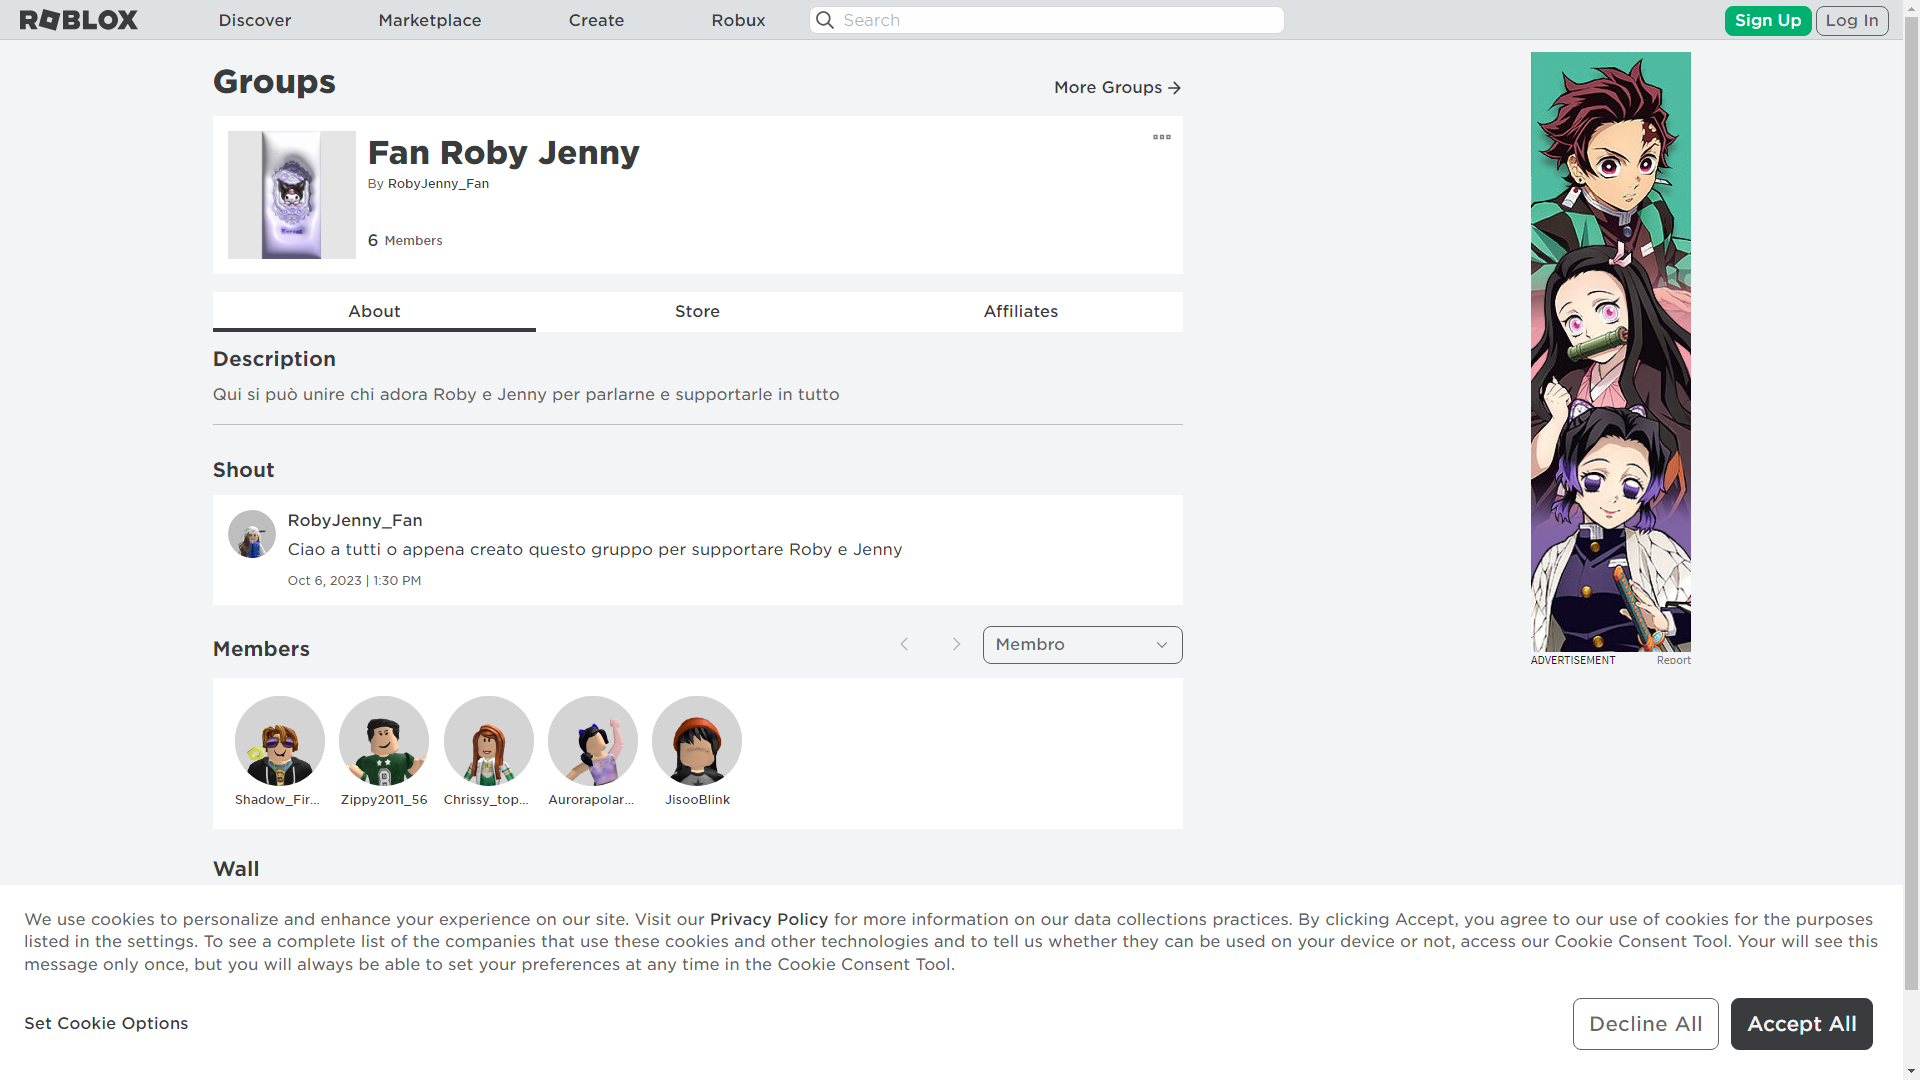 ROBLOX
Discover
Marketplace
Create
Robux
Search
Sign Up
Log In
Groups
More Groups
Fan Roby Jenny
By RobyJenny_Fan
6 Members
About
Store
Affiliates
Description
Qui si può unire chi adora Roby e Jenny per parlarne e supportarle in tutto
Shout
RobyJenny_Fan
Ciao a tutti o appena creato questo gruppo per supportare Roby e Jenny
Oct 6, 2023 | 1:30 PM
Members
Membro
Shadow_Fir...
Zippy2011_56
Chrissy_top...
Aurorapolar...
JisooBlink
Wall
ADVERTISEMENT
Report
We use cookies to personalize and enhance your experience on our site. Visit our Privacy Policy for more information on our data collections practices. By clicking Accept, you agree to our use of cookies for the purposes
listed in the settings. To see a complete list of the companies that use these cookies and other technologies and to tell us whether they can be used on your device or not, access our Cookie Consent Tool. Your will see this
message only once, but you will always be able to set your preferences at any time in the Cookie Consent Tool.
Set Cookie Options
Decline All
Accept All